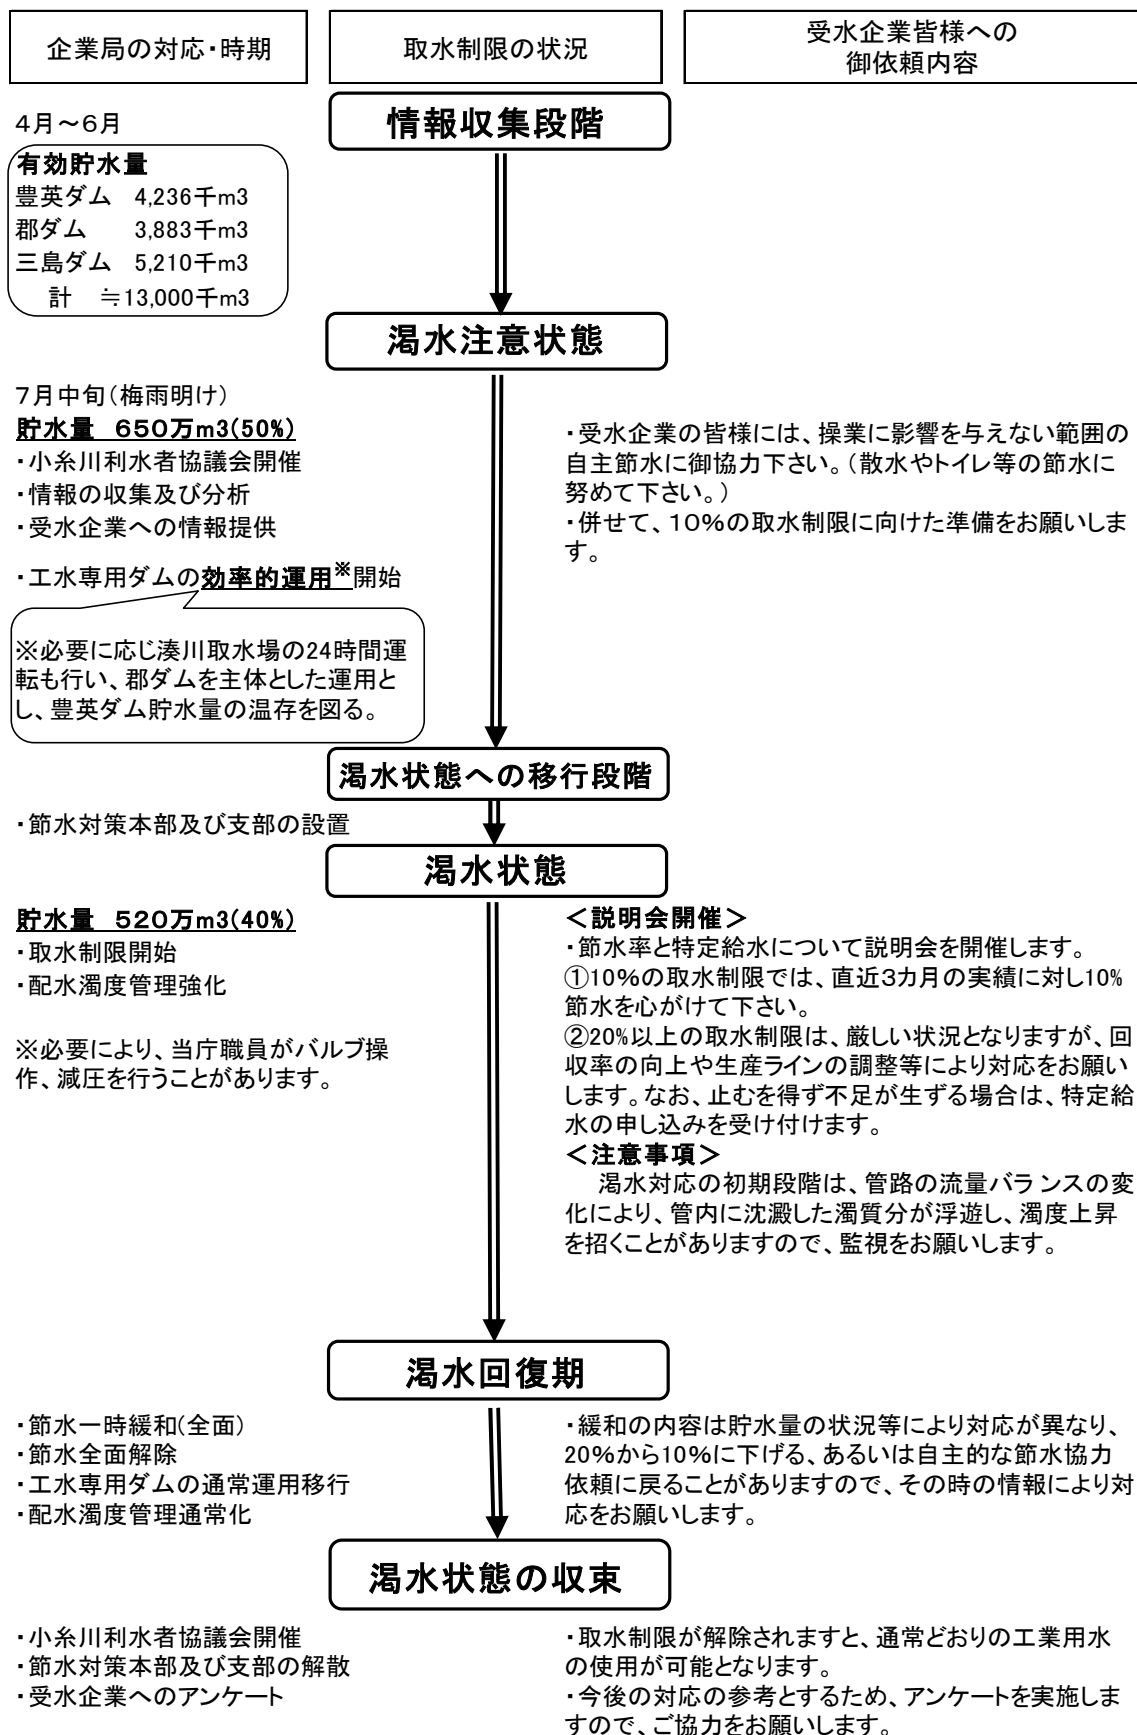 企業局の対応・時期
取水制限の状況
受水企業皆様への
御依頼内容
情報収集段階
4月～6月
有効貯水量
豊英ダム 4,236千m3
郡ダム 3,883千m3
三島ダム 5,210千m3
計 ≒13,000千m3
渇水注意状態
7月中旬(梅雨明け)
貯水量 650万m3(50%)
・小糸川利水者協議会開催
・情報の収集及び分析
・受水企業への情報提供
・工水専用ダムの効率的運用※開始
※必要に応じ湊川取水場の24時間運
転も行い、郡ダムを主体とした運用と
し、豊英ダム貯水量の温存を図る。
・受水企業の皆様には、操業に影響を与えない範囲の
自主節水に御協力下さい。(散水やトイレ等の節水に
努めて下さい。)
・併せて、10%の取水制限に向けた準備をお願いしま
す。
渇水状態への移行段階
・節水対策本部及び支部の設置
渇水状態
貯水量 520万m3(40%)
・取水制限開始
・配水濁度管理強化
※必要により、当庁職員がバルブ操
作、減圧を行うことがあります。
＜説明会開催＞
・節水率と特定給水について説明会を開催します。
①10%の取水制限では、直近3カ月の実績に対し10%
節水を心がけて下さい。
②20%以上の取水制限は、厳しい状況となりますが、回
収率の向上や生産ラインの調整等により対応をお願い
します。なお、止むを得ず不足が生ずる場合は、特定給
水の申し込みを受け付けます。
＜注意事項＞
渇水対応の初期段階は、管路の流量バランスの変
化により、管内に沈澱した濁質分が浮遊し、濁度上昇
を招くことがありますので、監視をお願いします。
渇水回復期
・節水一時緩和(全面)
・節水全面解除
・工水専用ダムの通常運用移行
・配水濁度管理通常化
・緩和の内容は貯水量の状況等により対応が異なり、
20%から10%に下げる、あるいは自主的な節水協力
依頼に戻ることがありますので、その時の情報により対
応をお願いします。
渇水状態の収束
・小糸川利水者協議会開催
・節水対策本部及び支部の解散
・受水企業へのアンケート
・取水制限が解除されますと、通常どおりの工業用水
の使用が可能となります。
・今後の対応の参考とするため、アンケートを実施しま
すので、ご協力をお願いします。